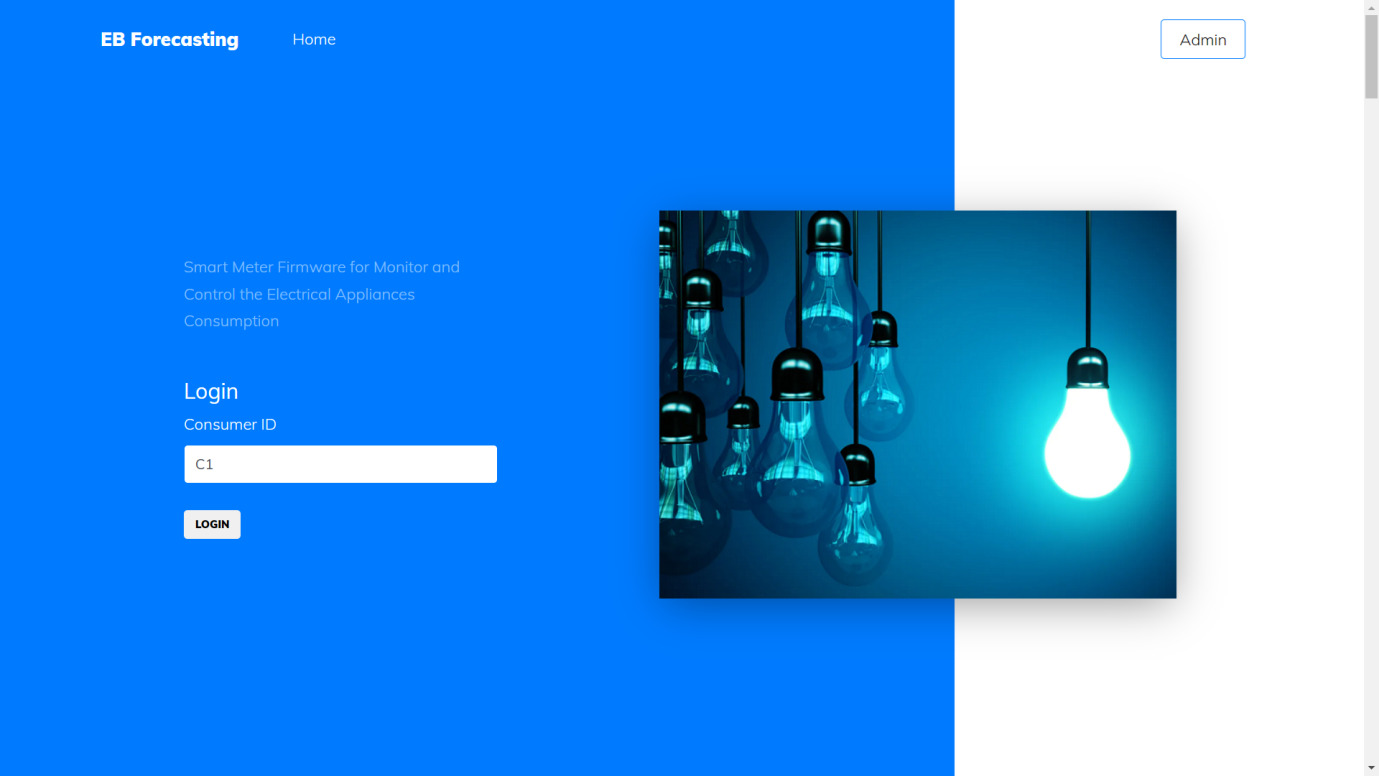 EB Forecasting
Home
Admin
Smart Meter Firmware for Monitor and
Control the Electrical Appliances
Consumption
Login
Consumer ID
C1
LOGIN